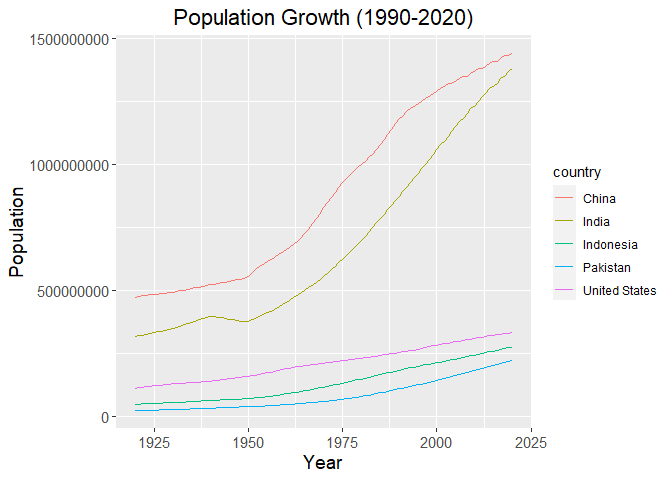 Population Growth (1990-2020)
1500000000
1000000000
500000000
0
Population
1925
1950
1975
2000
2025
Year
country
China
India
Indonesia
Pakistan
United States